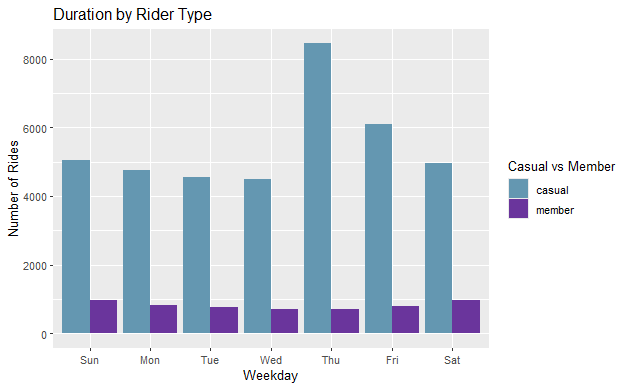 Duration by Rider Type
Number of Rides
8000
6000
4000
2000
0
Sun Mon Tue Wed Thu Fri Sat
Weekday
Casual vs Member
casual
member